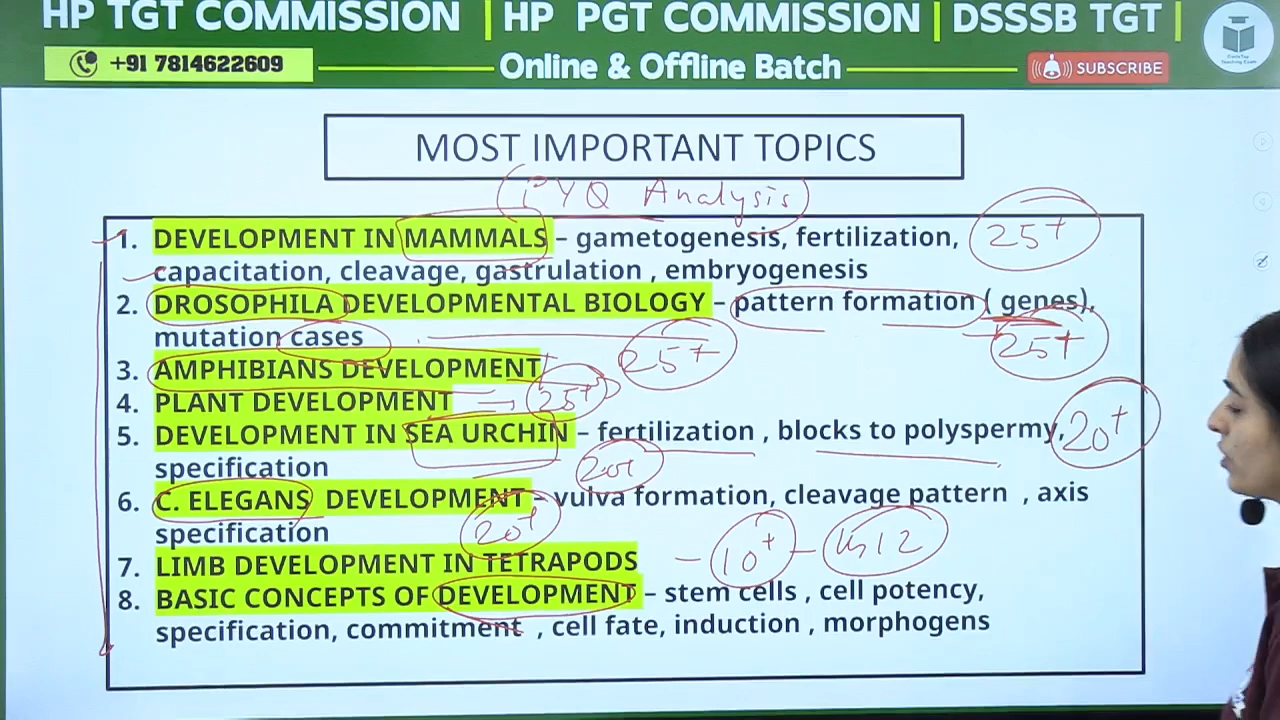 HP TGT COMMISSION | HP PGT COMMISSION | DSSSB TGT |
+91 7814622609
Online & Offline Batch
SUBSCRIBE
MOST IMPORTANT TOPICS
(PYQ Analysis)
1. DEVELOPMENT IN MAMMALS – gametogenesis, fertilization, 25+
capacitation, cleavage, gastrulation , embryogenesis
2. DROSOPHILA DEVELOPMENTAL BIOLOGY – pattern formation ( genes),
mutation cases 25+
3. AMPHIBIANS DEVELOPMENT 25+
4. PLANT DEVELOPMENT 25+
5. DEVELOPMENT IN SEA URCHIN – fertilization , blocks to polyspermy, 20+
specification 20+
6. C. ELEGANS DEVELOPMENT – vulva formation, cleavage pattern , axis
specification 20+
7. LIMB DEVELOPMENT IN TETRAPODS – 10+ –
8. BASIC CONCEPTS OF DEVELOPMENT – stem cells , cell potency,
specification, commitment , cell fate, induction , morphogens